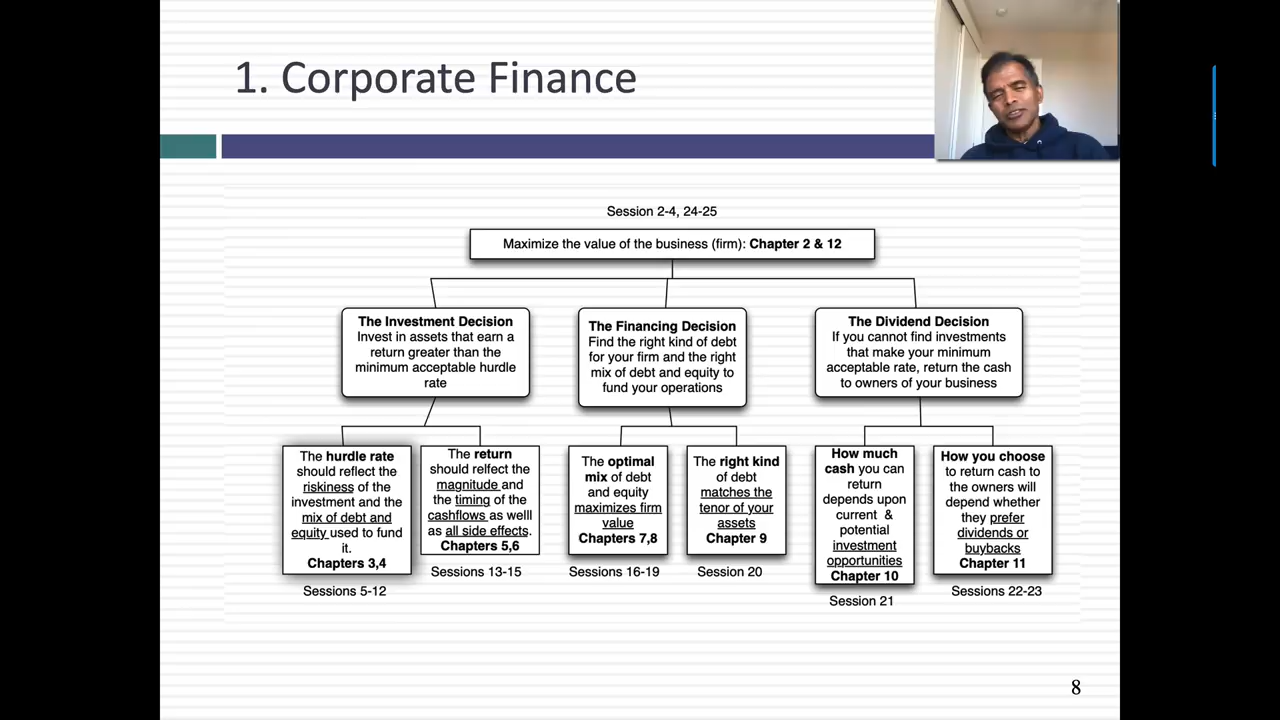 1. Corporate Finance
Session 2-4, 24-25
Maximize the value of the business (firm): Chapter 2 & 12
The Investment Decision
Invest in assets that earn a
return greater than the
minimum acceptable hurdle
rate
The Financing Decision
Find the right kind of debt
for your firm and the right
mix of debt and equity to
fund your operations
The Dividend Decision
If you cannot find investments
that make your minimum
acceptable rate, return the cash
to owners of your business
The hurdle rate
should reflect the
riskiness of the
investment and the
mix of debt and
equity used to fund
it.
Chapters 3,4
Sessions 5-12
The return
should relfect the
magnitude and
the timing of the
cashflows as welll
as all side effects.
Chapters 5,6
Sessions 13-15
The optimal
mix of debt
and equity
maximizes firm
value
Chapters 7,8
Sessions 16-19
The right kind
of debt
matches the
tenor of your
assets
Chapter 9
Session 20
How much
cash you can
return
depends upon
current &
potential
investment
opportunities
Chapter 10
Session 21
How you choose
to return cash to
the owners will
depend whether
they prefer
dividends or
buybacks
Chapter 11
Sessions 22-23
8